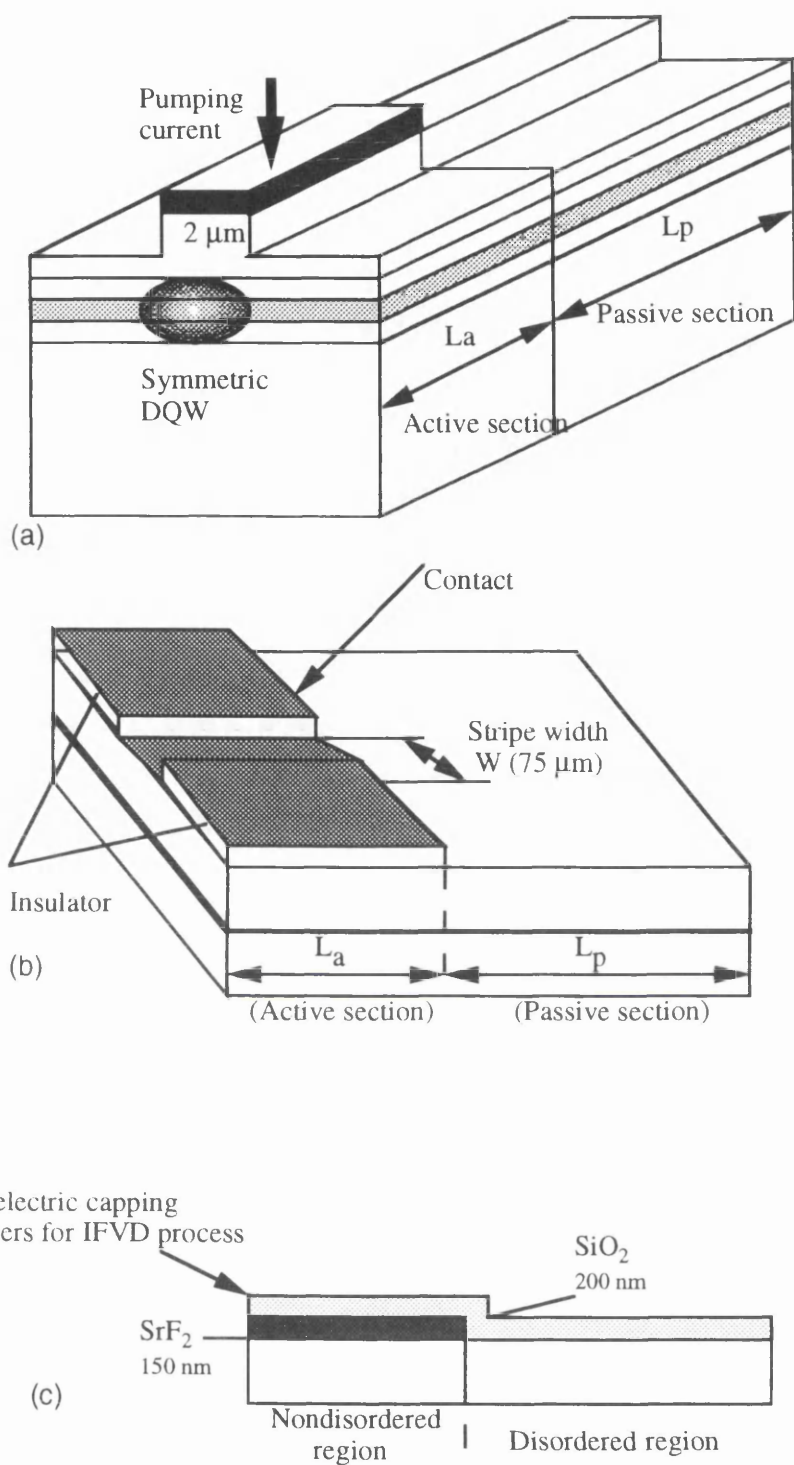 Pumping
current
2 μm
Lp
La
Passive section
Symmetric
DQW
Active section
(a)
Contact
Stripe width
W (75 μm)
Insulator
(b)
La
Lp
(Active section)
(Passive section)
electric capping
ers for IFVD process
SiO2
200 nm
SrF2
150 nm
(c)
Nondisordered
region
Disordered region